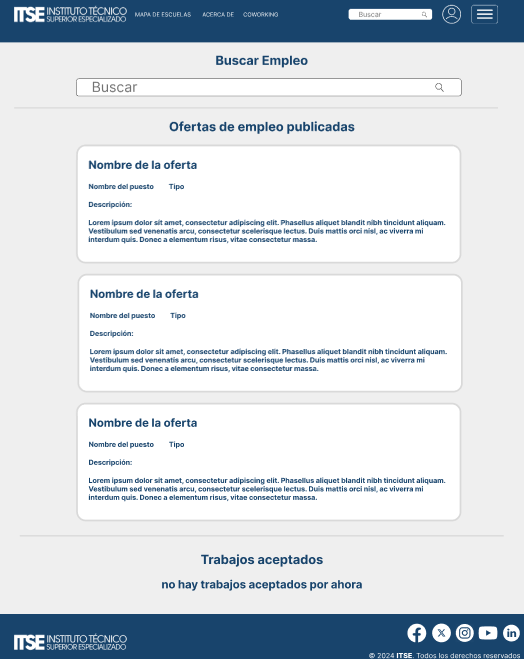 ITSE INSTITUTO TÉCNICO
SUPERIOR ESPECIALIZADO
MAPA DE ESCUELAS ACERCA DE COWORKING
Buscar
Buscar Empleo
Buscar
Ofertas de empleo publicadas
Nombre de la oferta
Nombre del puesto Tipo
Descripción:
Lorem ipsum dolor sit amet, consectetur adipiscing elit. Phasellus aliquet blandit nibh tincidunt aliquam.
Vestibulum sed venenatis arcu, consectetur scelerisque lectus. Duis mattis orci nisl, ac viverra mi
interdum quis. Donec a elementum risus, vitae consectetur massa.
Nombre de la oferta
Nombre del puesto Tipo
Descripción:
Lorem ipsum dolor sit amet, consectetur adipiscing elit. Phasellus aliquet blandit nibh tincidunt aliquam.
Vestibulum sed venenatis arcu, consectetur scelerisque lectus. Duis mattis orci nisl, ac viverra mi
interdum quis. Donec a elementum risus, vitae consectetur massa.
Nombre de la oferta
Nombre del puesto Tipo
Descripción:
Lorem ipsum dolor sit amet, consectetur adipiscing elit. Phasellus aliquet blandit nibh tincidunt aliquam.
Vestibulum sed venenatis arcu, consectetur scelerisque lectus. Duis mattis orci nisl, ac viverra mi
interdum quis. Donec a elementum risus, vitae consectetur massa.
Trabajos aceptados
no hay trabajos aceptados por ahora
ITSE INSTITUTO TÉCNICO
SUPERIOR ESPECIALIZADO
© 2024 ITSE. Todos los derechos reservados